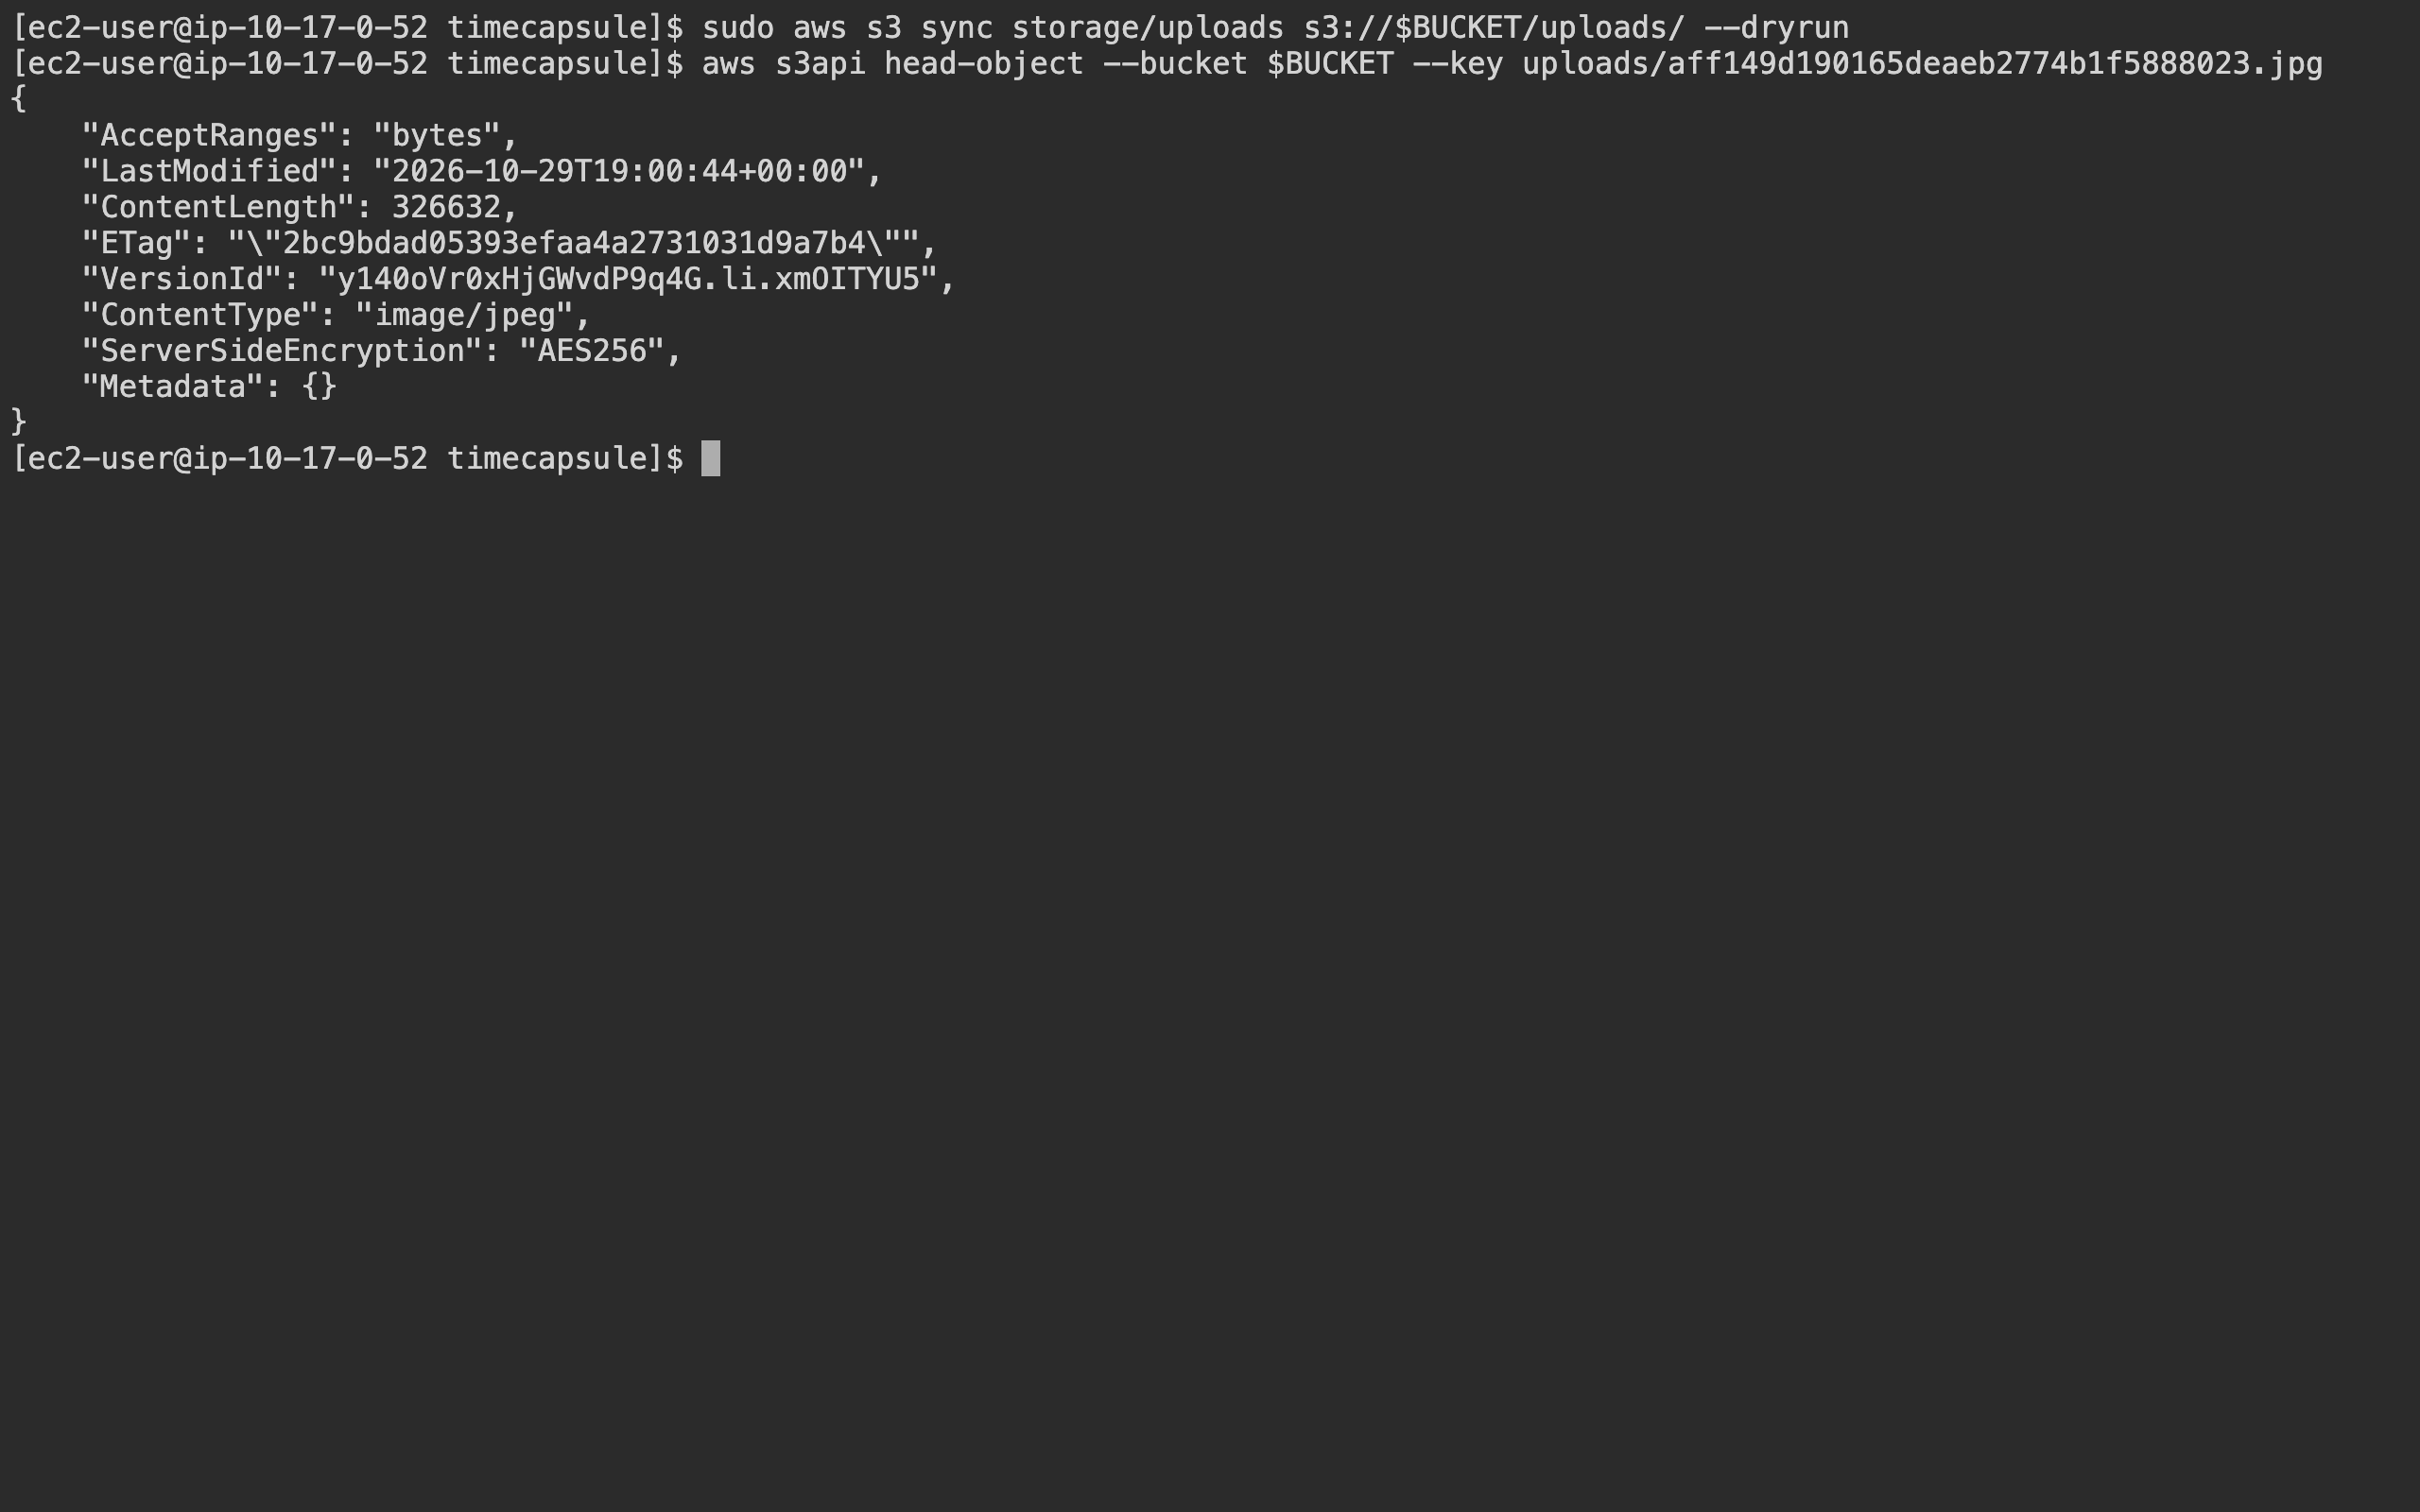 [ec2-user@ip-10-17-0-52 timecapsule]$ sudo aws s3 sync storage/uploads s3://$BUCKET/uploads/ --dryrun
[ec2-user@ip-10-17-0-52 timecapsule]$ aws s3api head-object --bucket $BUCKET --key uploads/aff149d190165deaeb2774b1f5888023.jpg
{
    "AcceptRanges": "bytes",
    "LastModified": "2026-10-29T19:00:44+00:00",
    "ContentLength": 326632,
    "ETag": "\"2bc9bdad05393efaa4a2731031d9a7b4\"",
    "VersionId": "y140oVr0xHjGWvdP9q4G.li.xmOITYU5",
    "ContentType": "image/jpeg",
    "ServerSideEncryption": "AES256",
    "Metadata": {}
}
[ec2-user@ip-10-17-0-52 timecapsule]$